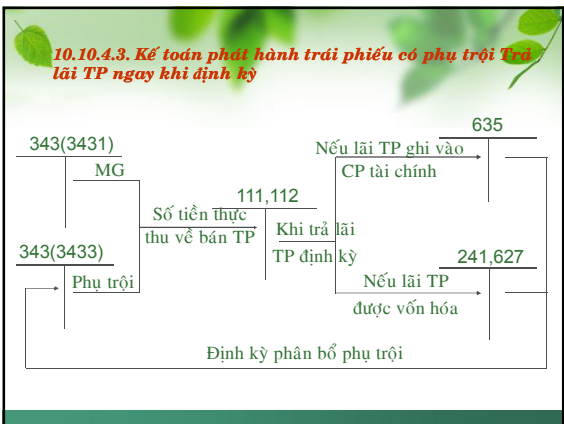 10.10.4.3. Kế toán phát hành trái phiếu có phụ trội Trả
lãi TP ngay khi định kỳ
635
343(3431)
Nếu lãi TP ghi vào
CP tài chính
MG
111,112
Số tiền thực
thu về bán TP
Khi trả lãi
TP định kỳ
343(3433)
241,627
Phụ trội
Nếu lãi TP
được vốn hóa
Định kỳ phân bổ phụ trội